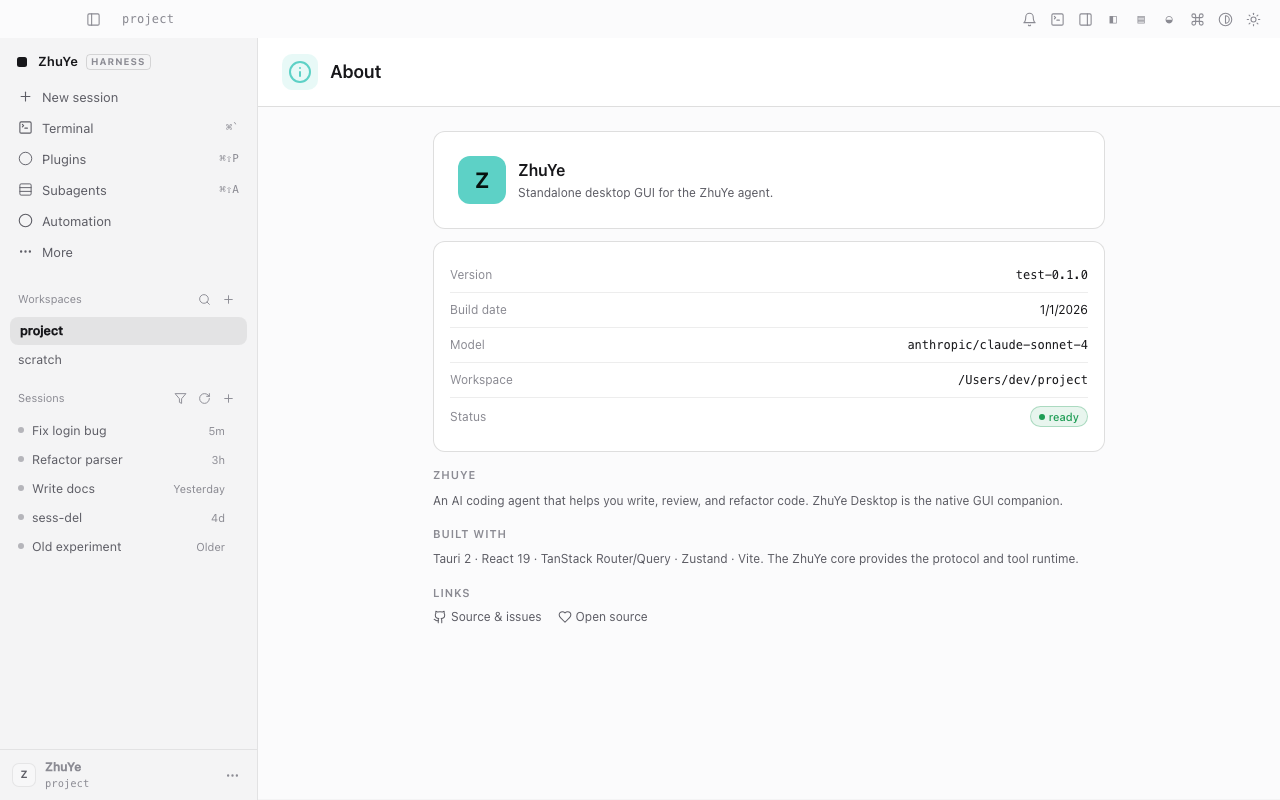 project
ZhuYe HARNESS
New session
Terminal ⌘`
Plugins ⌘⇧P
Subagents ⌘⇧A
Automation
More
Workspaces
project
scratch
Sessions
Fix login bug 5m
Refactor parser 3h
Write docs Yesterday
sess-del 4d
Old experiment Older
Z ZhuYe
project
About
Z
ZhuYe
Standalone desktop GUI for the ZhuYe agent.
Version test-0.1.0
Build date 1/1/2026
Model anthropic/claude-sonnet-4
Workspace /Users/dev/project
Status ready
ZHUYE
An AI coding agent that helps you write, review, and refactor code. ZhuYe Desktop is the native GUI companion.
BUILT WITH
Tauri 2 · React 19 · TanStack Router/Query · Zustand · Vite. The ZhuYe core provides the protocol and tool runtime.
LINKS
Source & issues Open source